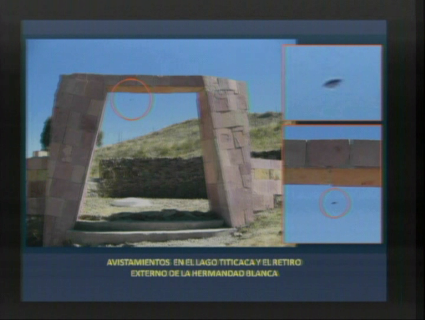 AVISTAMIENTOS EN EL LAGO TITICACA Y EL RETIRO
EXTERNO DE LA HERMANDAD BLANCA